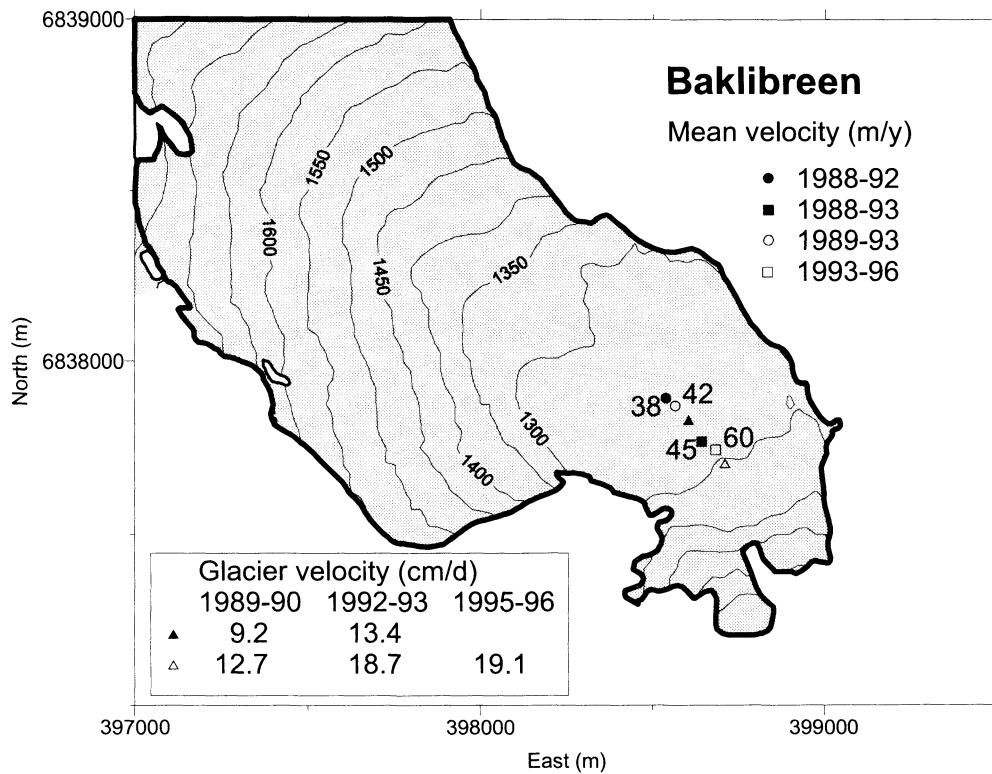 6839000
Baklibreen
Mean velocity (m/y)
1988-92
1988-93
1989-93
1993-96
1550
1500
1600
1450
1350
North (m)
6838000
38
42
1300
45
60
1400
Glacier velocity (cm/d)
1989-90 1992-93 1995-96
9.2 13.4
12.7 18.7 19.1
397000 398000 399000
East (m)